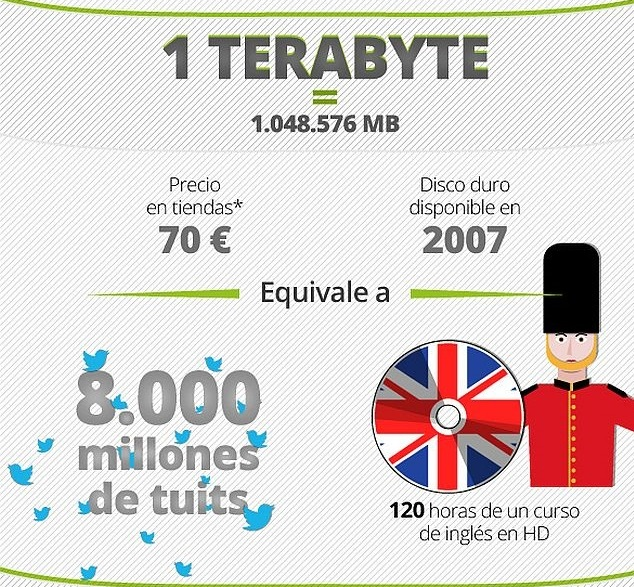 1 TERABYTE
=
1.048.576 MB
Precio
en tiendas*
70 €
Disco duro
disponible en
2007
Equivale a
8.000
millones
de tuits
120 horas de un curso
de inglés en HD